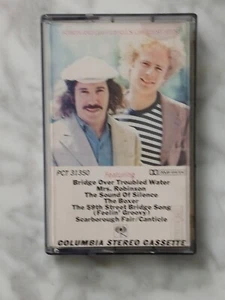 PCT 31350
featuring
Bridge Over Troubled Water
Mrs. Robinson
The Sound Of Silence
The Boxer
The 59th Street Bridge Song
(Feelin' Groovy)
Scarborough Fair/Canticle
COLUMBIA STEREO CASSETTE